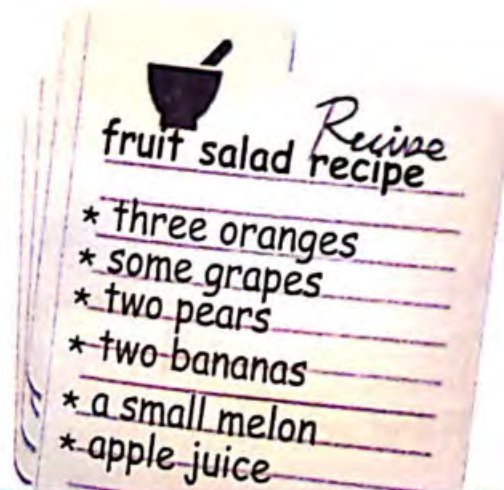 Recipe
fruit salad recipe
* three oranges
* some grapes
* two pears
* two bananas
* a small melon
* apple juice